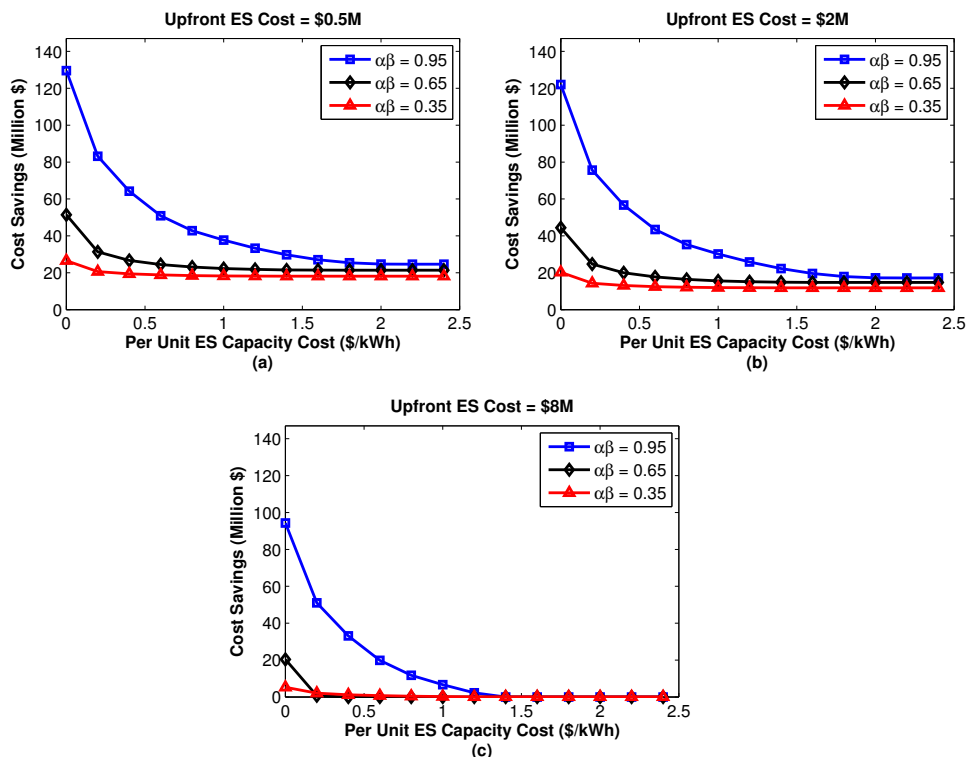 Upfront ES Cost = $0.5M
Cost Savings (Million $)
140
120
100
80
60
40
20
0
αβ = 0.95
αβ = 0.65
αβ = 0.35
0 0.5 1 1.5 2 2.5
Per Unit ES Capacity Cost ($/kWh)
(a)
Upfront ES Cost = $2M
Cost Savings (Million $)
140
120
100
80
60
40
20
0
αβ = 0.95
αβ = 0.65
αβ = 0.35
0 0.5 1 1.5 2 2.5
Per Unit ES Capacity Cost ($/kWh)
(b)
Upfront ES Cost = $8M
Cost Savings (Million $)
140
120
100
80
60
40
20
0
αβ = 0.95
αβ = 0.65
αβ = 0.35
0 0.5 1 1.5 2 2.5
Per Unit ES Capacity Cost ($/kWh)
(c)